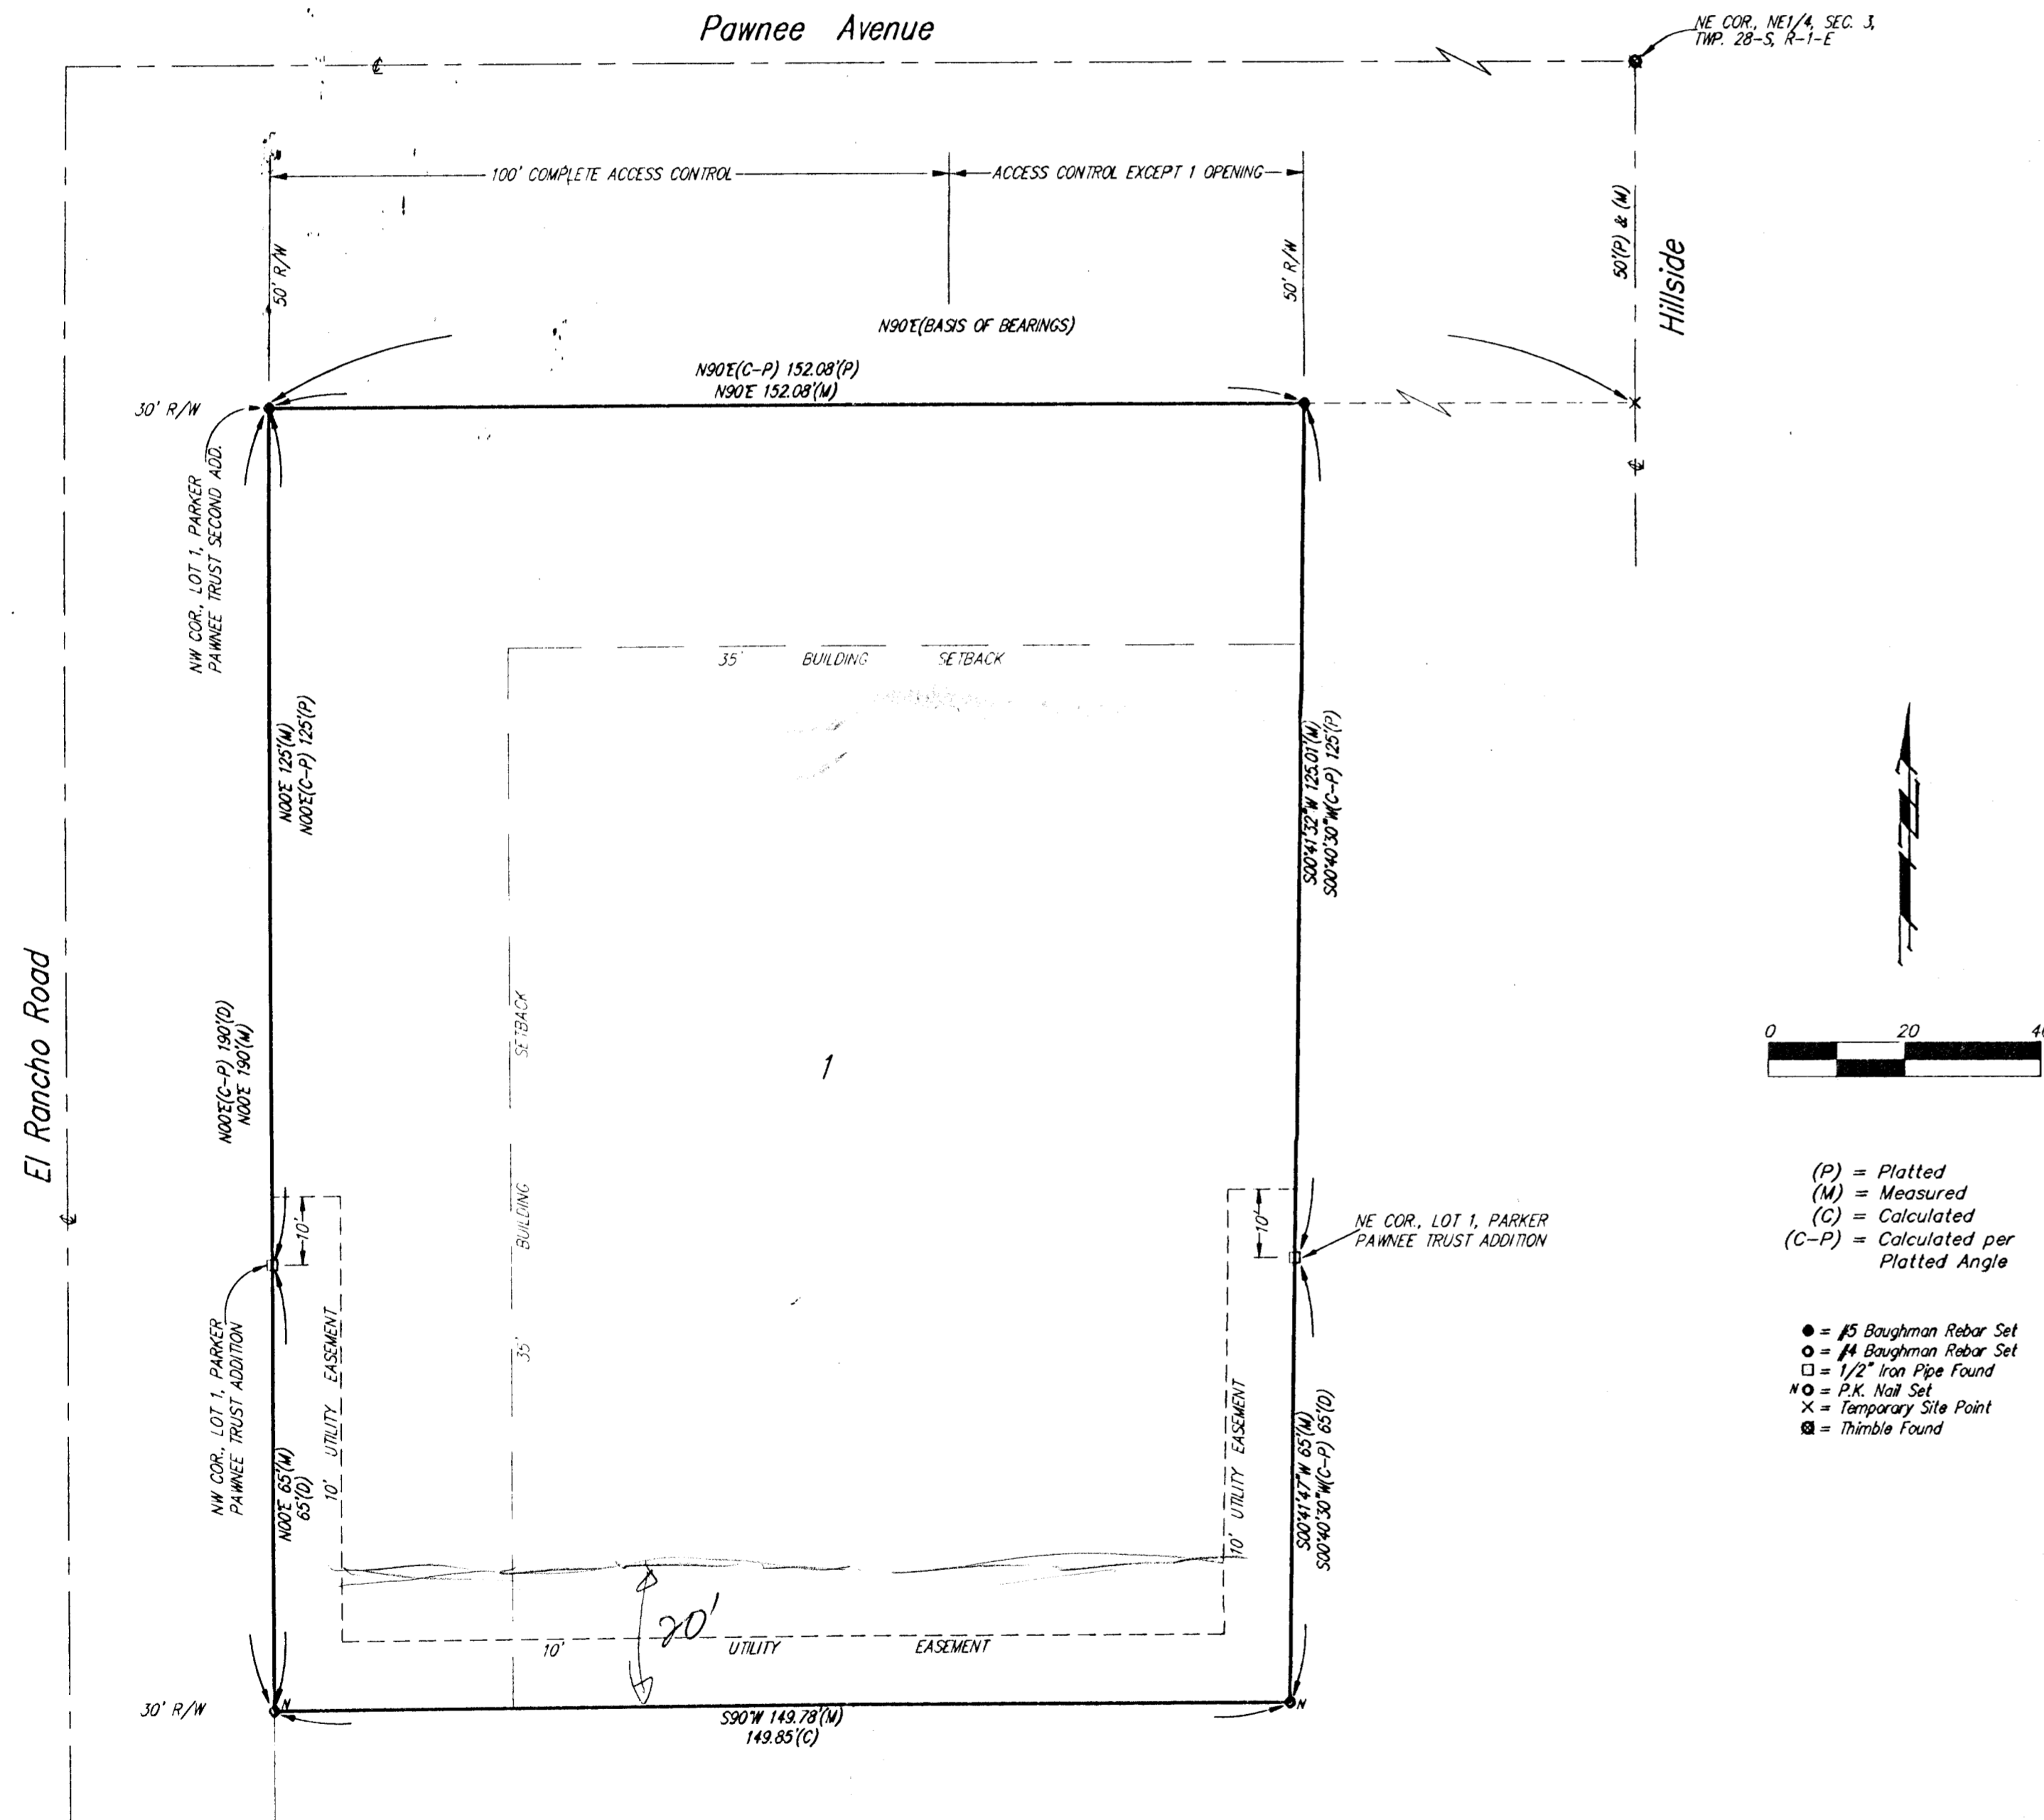 Pawnee Avenue
NE COR., NE1/4, SEC. 3,
TWP. 28-S, R-1-E
100' COMPLETE ACCESS CONTROL
ACCESS CONTROL EXCEPT 1 OPENING
50' R/W
50' R/W
50'(P) & (M)
Hillside
N90°E(BASIS OF BEARINGS)
N90°E(C-P) 152.08'(P)
N90°E 152.08'(M)
30' R/W
NW COR., LOT 1, PARKER
PAWNEE TRUST SECOND ADD.
35' BUILDING SETBACK
N00°E 125'(M)
N00°E(C-P) 125'(P)
S00°41'32"W 125.01'(M)
S00°40'30"W(C-P) 125'(P)
El Rancho Road
N00°E(C-P) 190'(D)
N00°E 190'(M)
35' BUILDING SETBACK
1
0 20 40
10'
10'
NE COR., LOT 1, PARKER
PAWNEE TRUST ADDITION
(P) = Platted
(M) = Measured
(C) = Calculated
(C-P) = Calculated per
Platted Angle
NW COR., LOT 1, PARKER
PAWNEE TRUST ADDITION
10' UTILITY EASEMENT
10' UTILITY EASEMENT
= #5 Baughman Rebar Set
= #4 Baughman Rebar Set
= 1/2" Iron Pipe Found
N = P.K. Nail Set
= Temporary Site Point
= Thimble Found
N00°E 65'(M)
65'(D)
S00°41'47"W 65'(M)
S00°40'30"W(C-P) 65'(D)
20'
10' UTILITY EASEMENT
30' R/W
N
N
S90°W 149.78'(M)
149.85'(C)